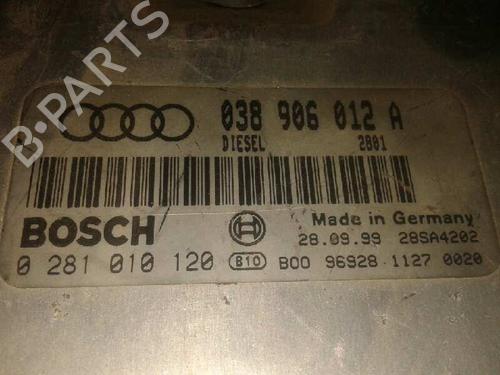 B-PARTS
038 906 012 A
DIESEL 2801
BOSCH Made in Germany
28.09.99 28SA4202
0 281 010 120 B10 B00 96928 1127 0020